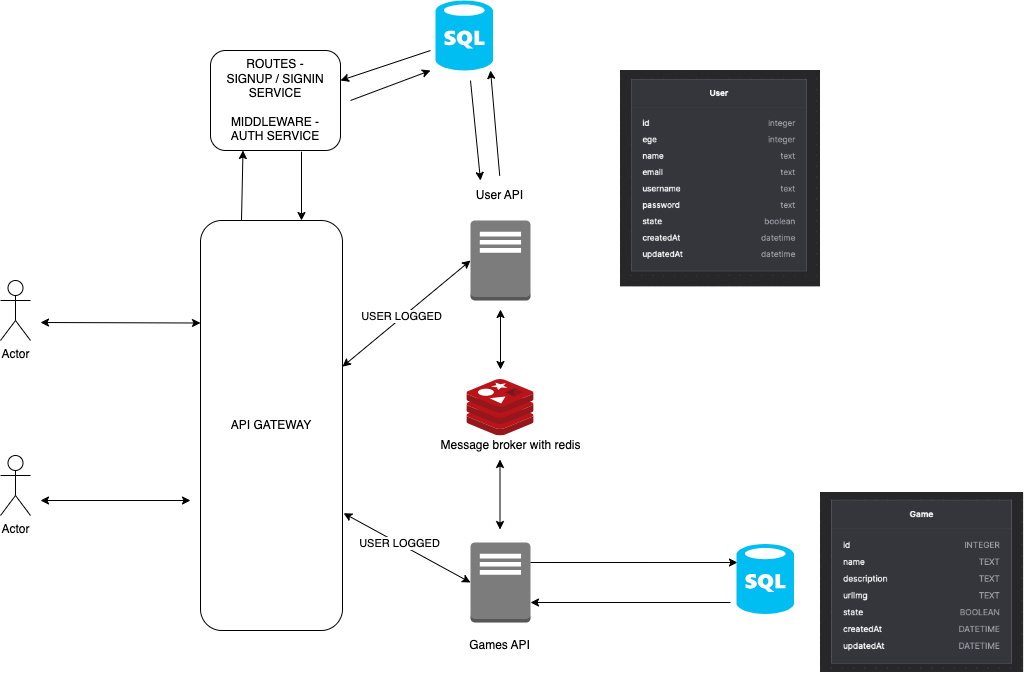 SQL
ROUTES -
SIGNUP / SIGNIN
SERVICE
MIDDLEWARE -
AUTH SERVICE
User
id integer
ege integer
name text
email text
username text
password text
state boolean
createdAt datetime
updatedAt datetime
User API
USER LOGGED
Actor
API GATEWAY
Message broker with redis
Actor
USER LOGGED
Games API
SQL
Game
id INTEGER
name TEXT
description TEXT
urlImg TEXT
state BOOLEAN
createdAt DATETIME
updatedAt DATETIME